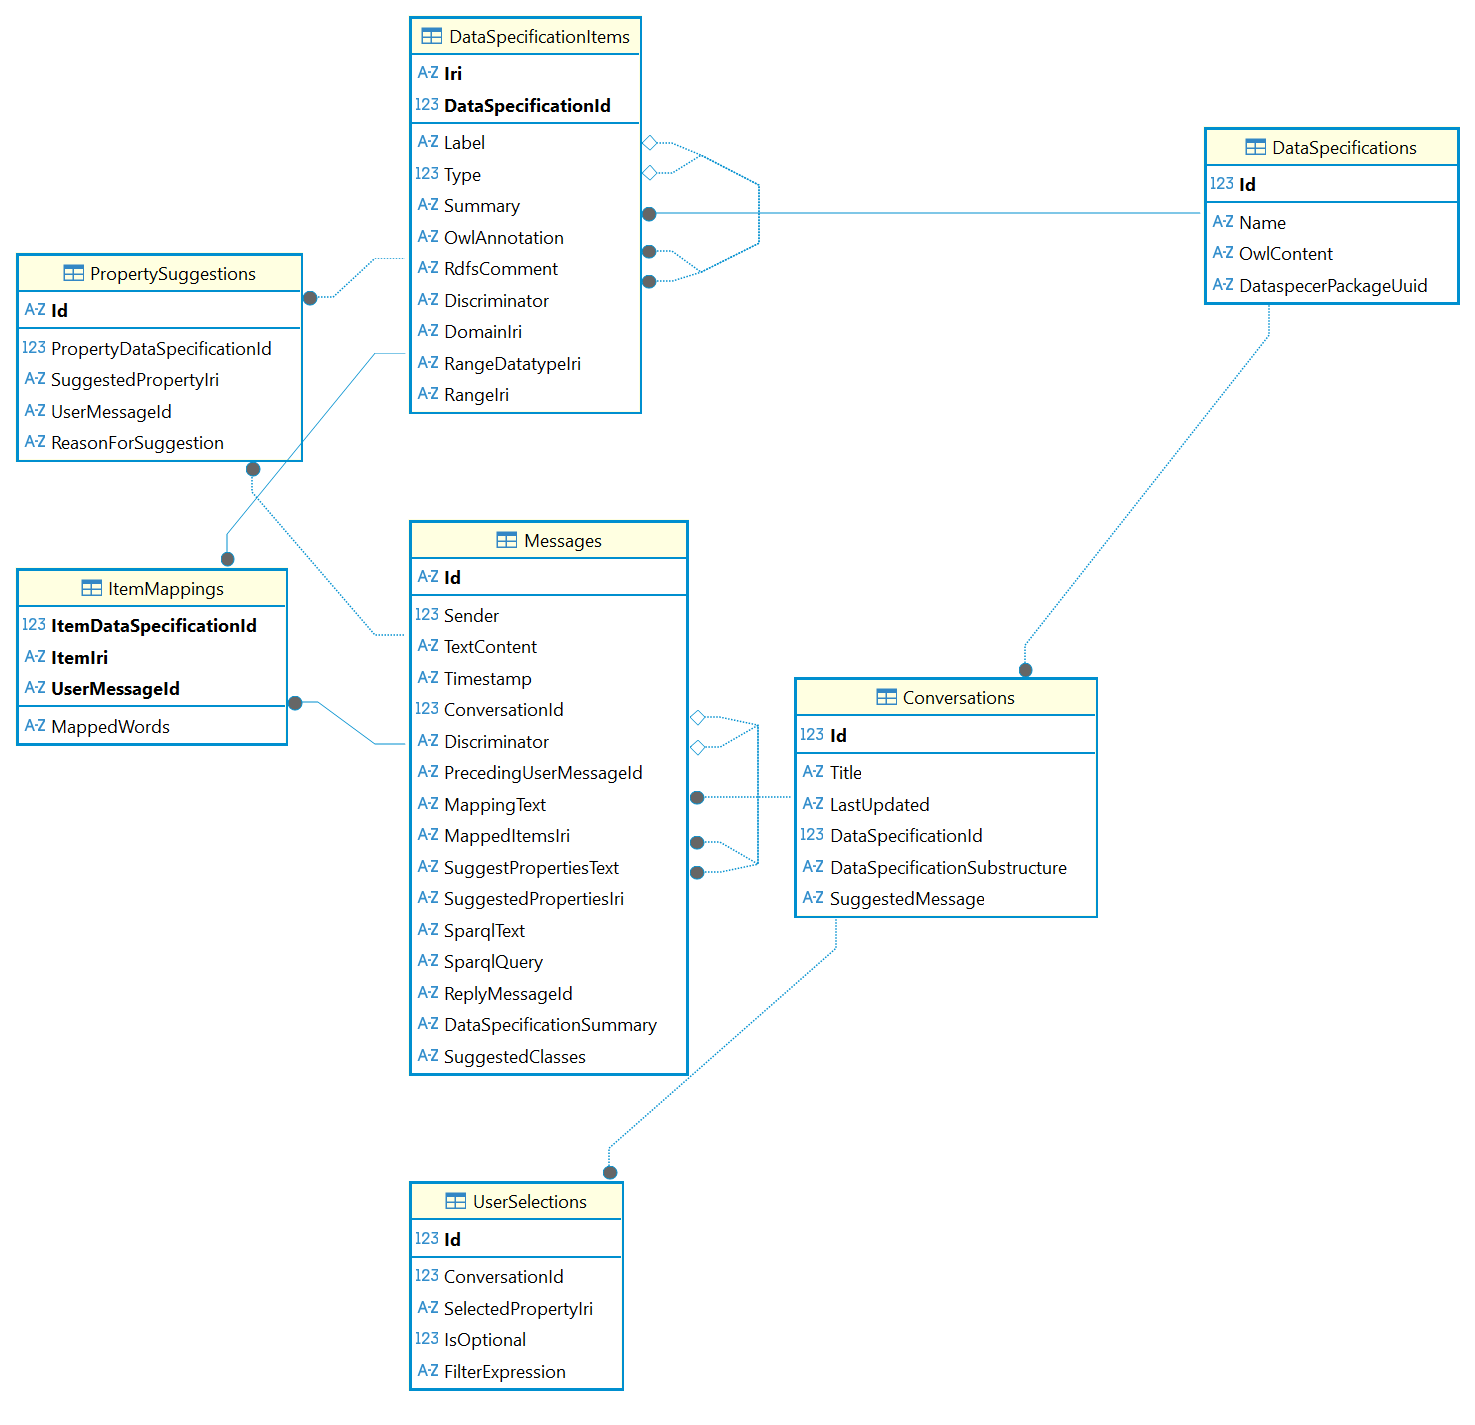 DataSpecificationItems
A-Z Iri
123 DataSpecificationId
A-Z Label
123 Type
A-Z Summary
A-Z OwlAnnotation
A-Z RdfsComment
A-Z Discriminator
A-Z DomainIri
A-Z RangeDatatypeIri
A-Z RangeIri
DataSpecifications
123 Id
A-Z Name
A-Z OwlContent
A-Z DataspecerPackageUuid
PropertySuggestions
A-Z Id
123 PropertyDataSpecificationId
A-Z SuggestedPropertyIri
A-Z UserMessageId
A-Z ReasonForSuggestion
ItemMappings
123 ItemDataSpecificationId
A-Z ItemIri
A-Z UserMessageId
A-Z MappedWords
Messages
A-Z Id
123 Sender
A-Z TextContent
A-Z Timestamp
123 ConversationId
A-Z Discriminator
A-Z PrecedingUserMessageId
A-Z MappingText
A-Z MappedItemsIri
A-Z SuggestPropertiesText
A-Z SuggestedPropertiesIri
A-Z SparqlText
A-Z SparqlQuery
A-Z ReplyMessageId
A-Z DataSpecificationSummary
A-Z SuggestedClasses
Conversations
123 Id
A-Z Title
A-Z LastUpdated
123 DataSpecificationId
A-Z DataSpecificationSubstructure
A-Z SuggestedMessage
UserSelections
123 Id
123 ConversationId
A-Z SelectedPropertyIri
123 IsOptional
A-Z FilterExpression